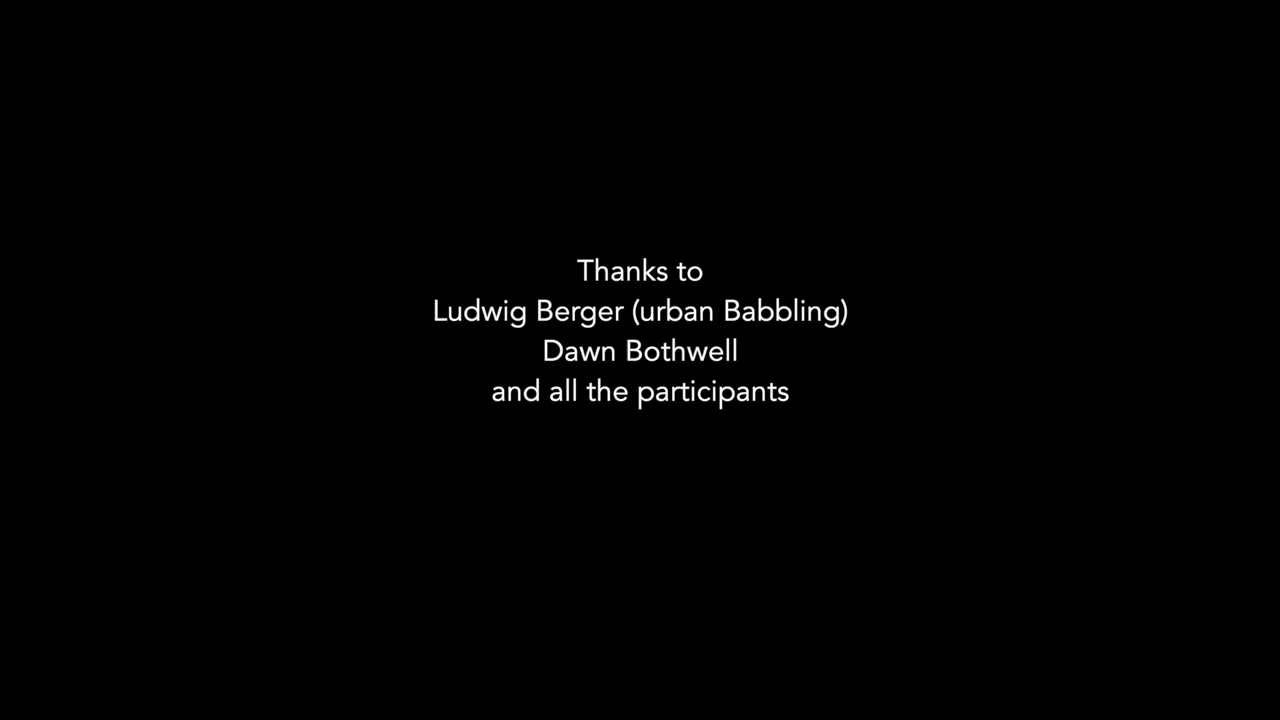 Thanks to
Ludwig Berger (urban Babbling)
Dawn Bothwell
and all the participants